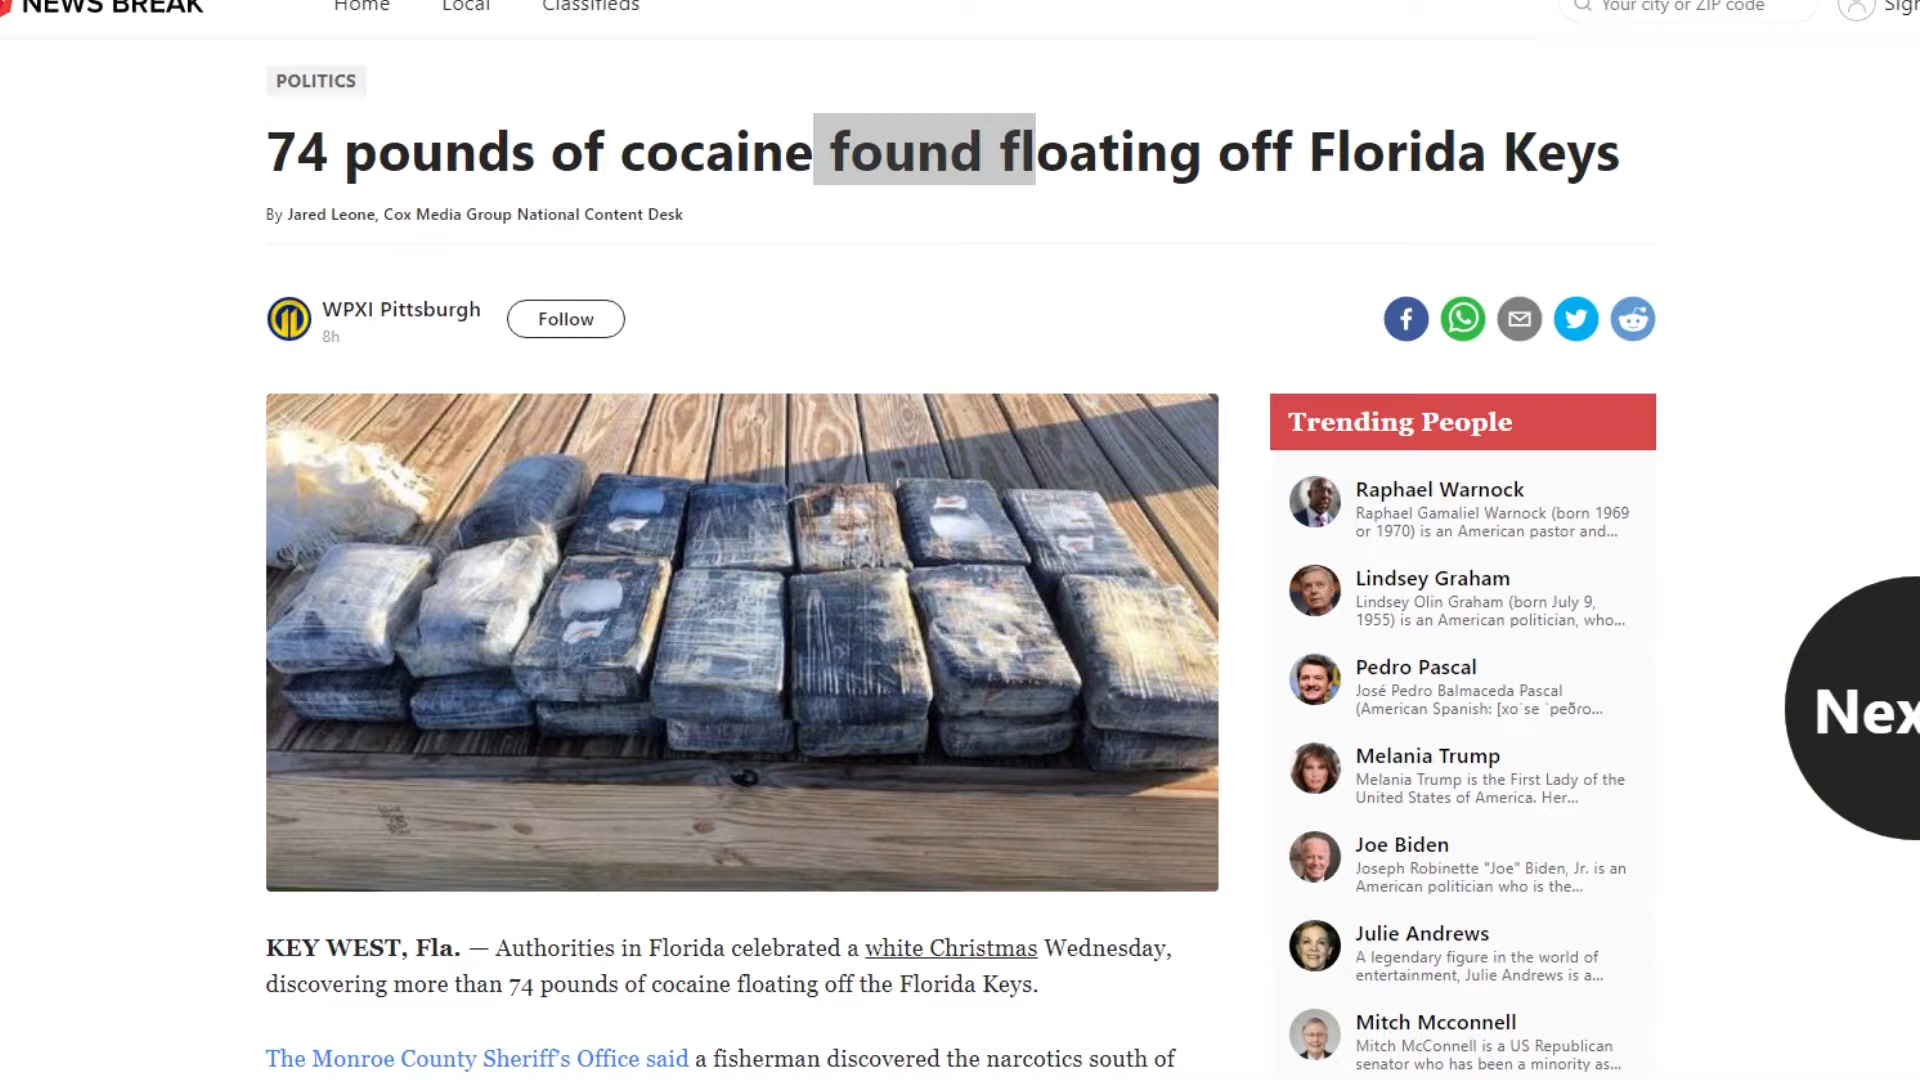 NEWS BREAK
Home Local Classifieds
Your city or ZIP code
POLITICS
74 pounds of cocaine found floating off Florida Keys
By Jared Leone, Cox Media Group National Content Desk
WPXI Pittsburgh
8h
Follow
Trending People
Raphael Warnock
Raphael Gamaliel Warnock (born 1969
or 1970) is an American pastor and...
Lindsey Graham
Lindsey Olin Graham (born July 9,
1955) is an American politician, who...
Pedro Pascal
José Pedro Balmaceda Pascal
(American Spanish: [xoˈse ˈpeðro...
Melania Trump
Melania Trump is the First Lady of the
United States of America. Her...
Joe Biden
Joseph Robinette "Joe" Biden, Jr. is an
American politician who is the...
Julie Andrews
A legendary figure in the world of
entertainment, Julie Andrews is a...
Mitch Mcconnell
Mitch McConnell is a US Republican
senator who has been a minority as...
Nex
KEY WEST, Fla. — Authorities in Florida celebrated a white Christmas Wednesday,
discovering more than 74 pounds of cocaine floating off the Florida Keys.
The Monroe County Sheriff's Office said a fisherman discovered the narcotics south of